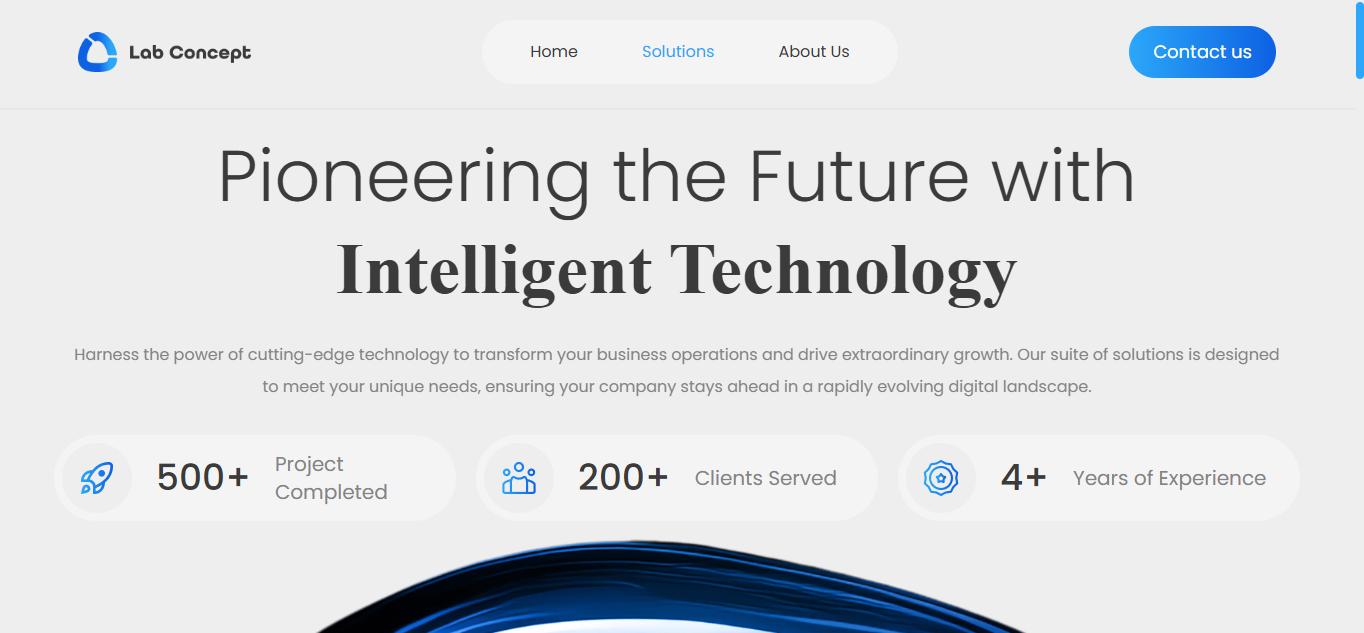 Lab Concept
Home
Solutions
About Us
Contact us
Pioneering the Future with
Intelligent Technology
Harness the power of cutting-edge technology to transform your business operations and drive extraordinary growth. Our suite of solutions is designed
to meet your unique needs, ensuring your company stays ahead in a rapidly evolving digital landscape.
500+
Project
Completed
200+
Clients Served
4+
Years of Experience